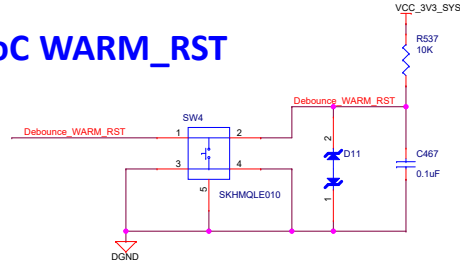 oC WARM_RST
VCC_3V3_SYS
R537
10K
Debounce_WARM_RST
SW4
Debounce_WARM_RST
1
2
2
D11
C467
3
4
0.1uF
5
SKHMQLE010
1
DGND